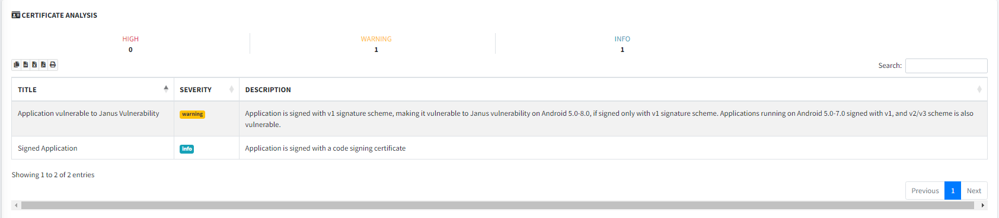 CERTIFICATE ANALYSIS
HIGH
0
WARNING
1
INFO
1
Search:
TITLE
SEVERITY
DESCRIPTION
Application vulnerable to Janus Vulnerability
warning
Application is signed with v1 signature scheme, making it vulnerable to Janus vulnerability on Android 5.0-8.0, if signed only with v1 signature scheme. Applications running on Android 5.0-7.0 signed with v1, and v2/v3 scheme is also
vulnerable.
Signed Application
info
Application is signed with a code signing certificate
Showing 1 to 2 of 2 entries
Previous
1
Next